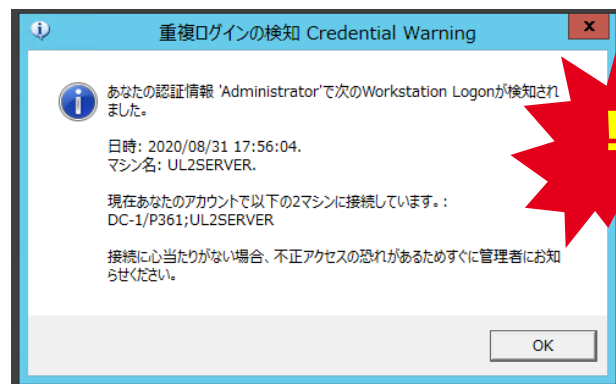 重複ログインの検知 Credential Warning
x
あなたの認証情報 'Administrator'で次のWorkstation Logonが検知され
ました。
日時: 2020/08/31 17:56:04.
マシン名: UL2SERVER.
現在あなたのアカウントで以下の2マシンに接続しています。:
DC-1/P361;UL2SERVER
接続に心当たりがない場合、不正アクセスの恐れがあるためすぐに管理者にお知
らせください。
OK
!